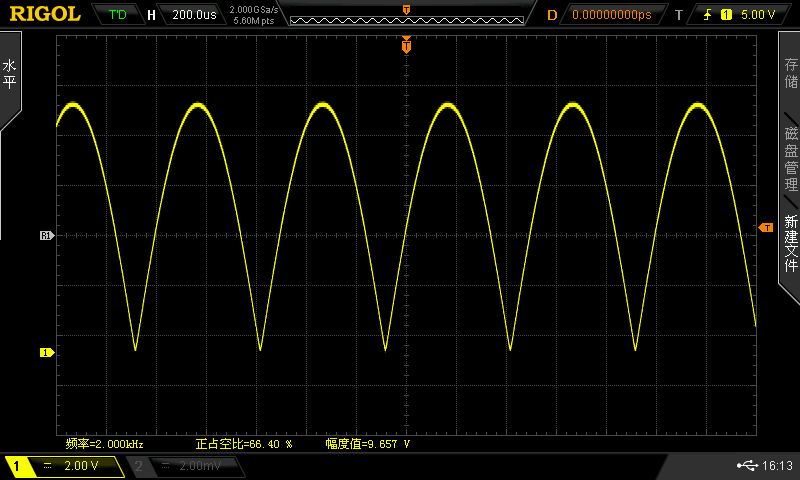 RIGOL T'D H 200.0us 2.000GSa/s D 0.00000000ps T 1 5.00 V
5.60M pts
T
T
水平
存储
磁盘管理
新建文件
R1
T
1
频率=2.000kHz 正占空比=66.40 % 幅度值=9.657 V
1 2.00 V 2 2.00mV 16:13